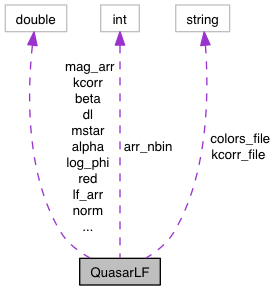 double
int
string
mag_arr
kcorr
beta
dl
mstar
alpha
log_phi
red
lf_arr
norm
...
arr_nbin
colors_file
kcorr_file
QuasarLF